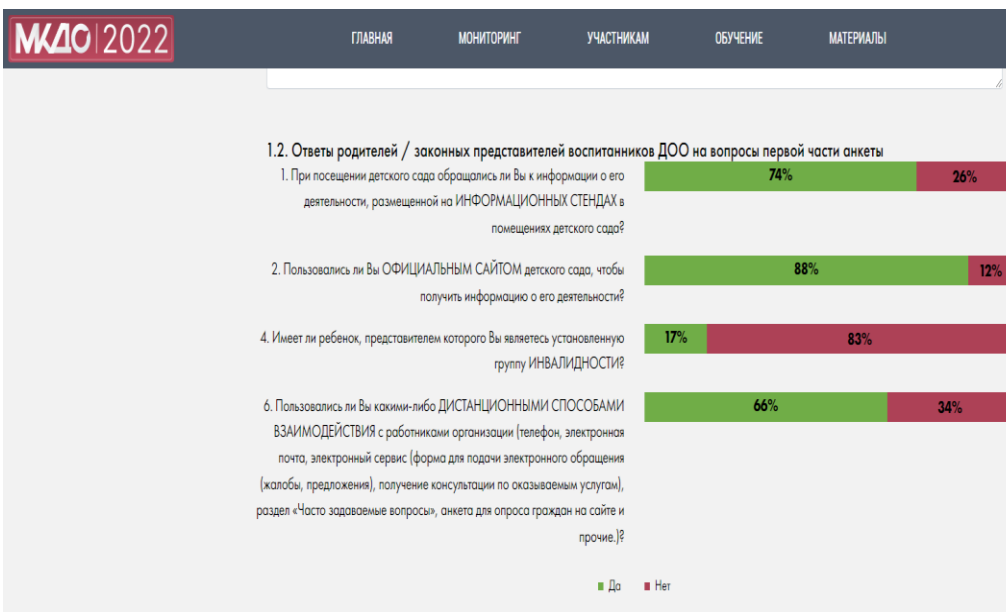 МКДО 2022
ГЛАВНАЯ МОНИТОРИНГ УЧАСТНИКАМ ОБУЧЕНИЕ МАТЕРИАЛЫ
1.2. Ответы родителей / законных представителей воспитанников ДОО на вопросы первой части анкеты
1. При посещении детского сада обращались ли Вы к информации о его
деятельности, размещенной на ИНФОРМАЦИОННЫХ СТЕНДАХ в
помещениях детского сада?
74% 26%
2. Пользовались ли Вы ОФИЦИАЛЬНЫМ САЙТОМ детского сада, чтобы
получить информацию о его деятельности?
88% 12%
4. Имеет ли ребенок, представителем которого Вы являетесь установленную
группу ИНВАЛИДНОСТИ?
17% 83%
6. Пользовались ли Вы какими-либо ДИСТАНЦИОННЫМИ СПОСОБАМИ
ВЗАИМОДЕЙСТВИЯ с работниками организации (телефон, электронная
почта, электронный сервис (форма для подачи электронного обращения
(жалобы, предложения), получение консультации по оказываемым услугам),
раздел «Часто задаваемые вопросы», анкета для опроса граждан на сайте и
прочие.)?
66% 34%
Да Нет